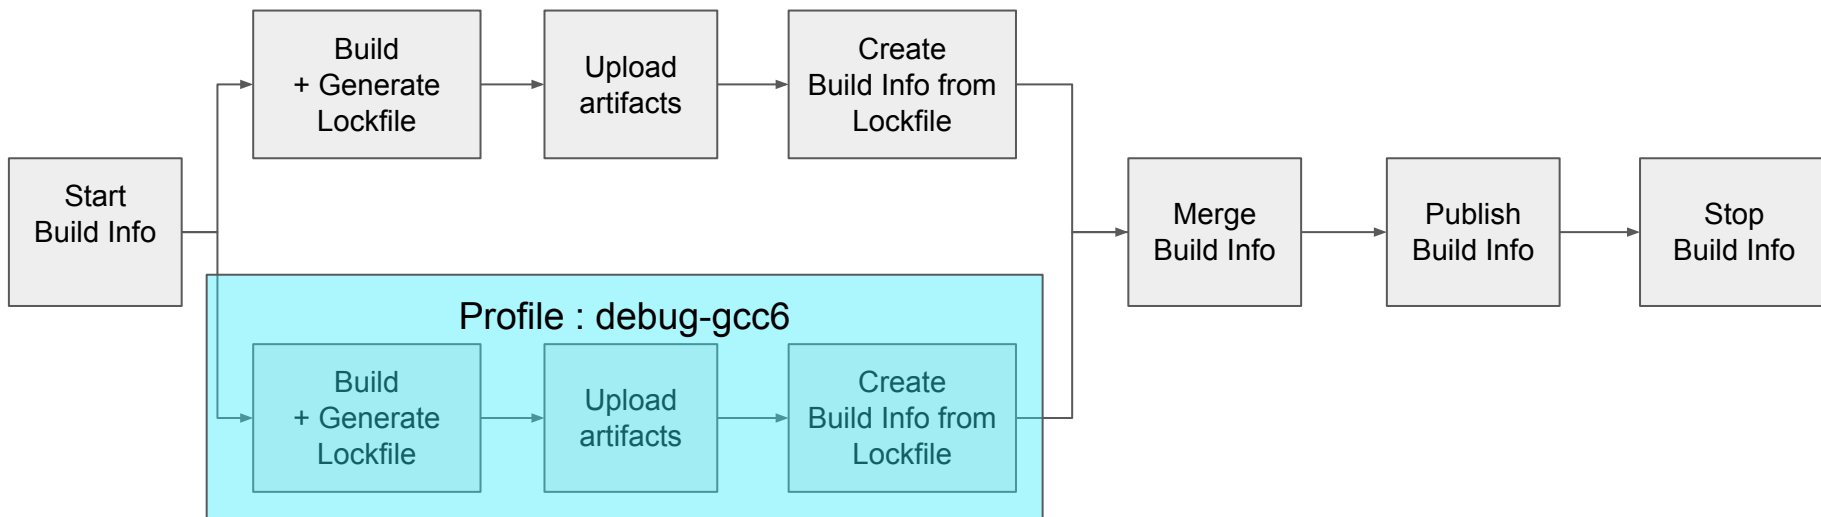 Start
Build Info
Build
+ Generate
Lockfile
Upload
artifacts
Create
Build Info from
Lockfile
Profile : debug-gcc6
Build
+ Generate
Lockfile
Upload
artifacts
Create
Build Info from
Lockfile
Merge
Build Info
Publish
Build Info
Stop
Build Info